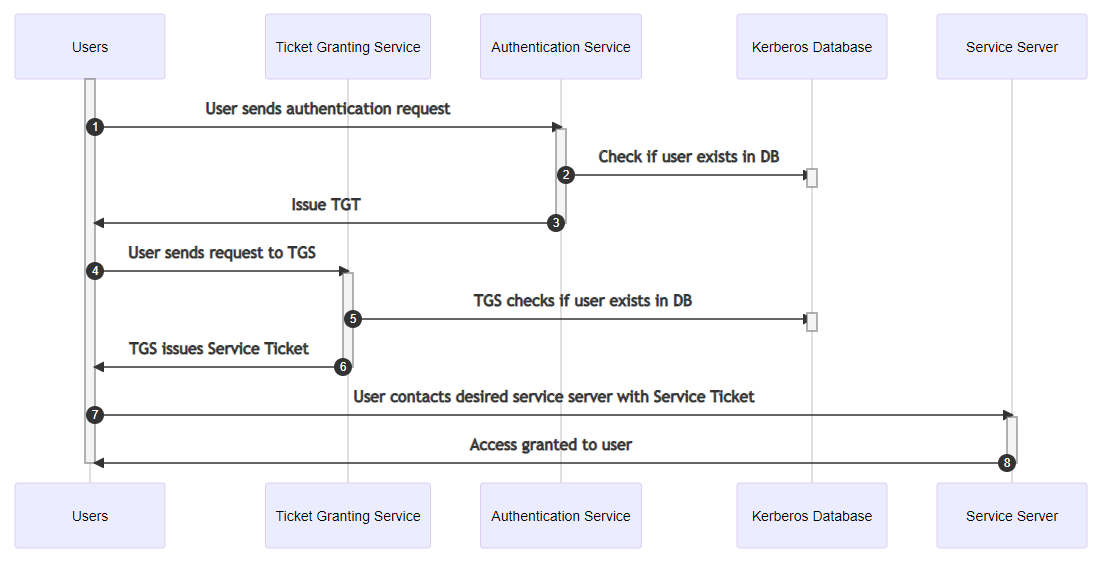 Users
Ticket Granting Service
Authentication Service
Kerberos Database
Service Server
User sends authentication request
1
Check if user exists in DB
2
Issue TGT
3
User sends request to TGS
4
TGS checks if user exists in DB
5
TGS issues Service Ticket
6
User contacts desired service server with Service Ticket
7
Access granted to user
8
Users
Ticket Granting Service
Authentication Service
Kerberos Database
Service Server